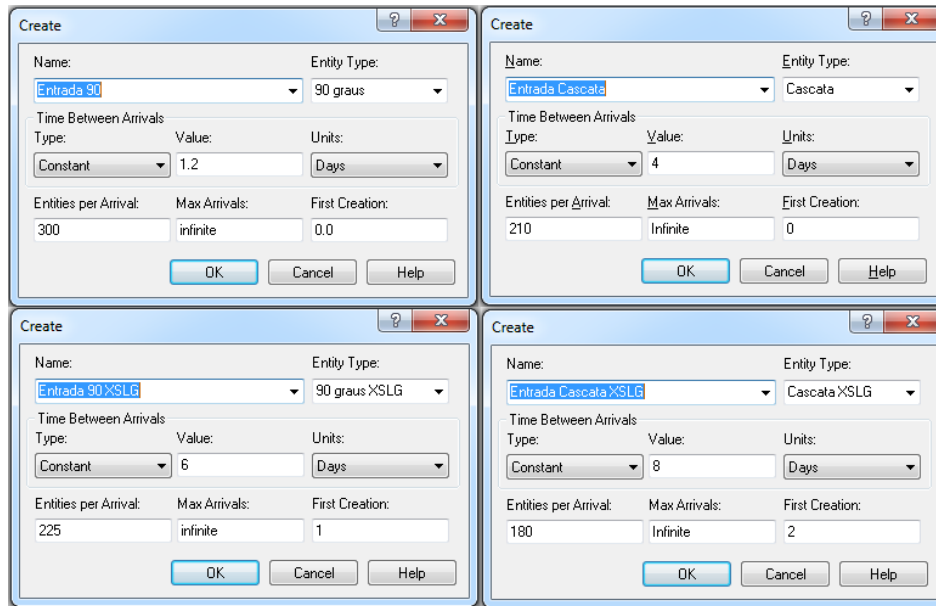 Create
Name: Entity Type:
Entrada 90 90 graus
Time Between Arrivals
Type: Value: Units:
Constant 1.2 Days
Entities per Arrival: Max Arrivals: First Creation:
300 infinite 0.0
OK Cancel Help
Create
Name: Entity Type:
Entrada Cascata Cascata
Time Between Arrivals
Type: Value: Units:
Constant 4 Days
Entities per Arrival: Max Arrivals: First Creation:
210 Infinite 0
OK Cancel Help
Create
Name: Entity Type:
Entrada 90 XSLG 90 graus XSLG
Time Between Arrivals
Type: Value: Units:
Constant 6 Days
Entities per Arrival: Max Arrivals: First Creation:
225 infinite 1
OK Cancel Help
Create
Name: Entity Type:
Entrada Cascata XSLG Cascata XSLG
Time Between Arrivals
Type: Value: Units:
Constant 8 Days
Entities per Arrival: Max Arrivals: First Creation:
180 Infinite 2
OK Cancel Help